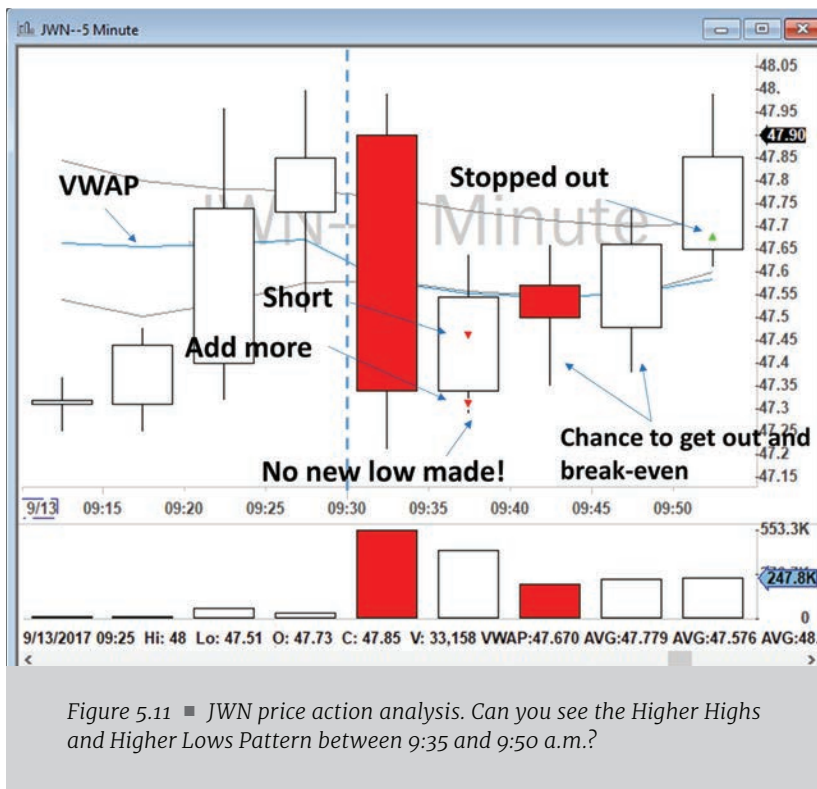 JWN--5 Minute
48.05
48.
47.95
47.90
47.85
47.8
47.75
47.7
47.65
47.6
47.55
47.5
47.45
47.4
47.35
47.3
47.25
47.2
47.15
JWN--5 Minute
VWAP
Stopped out
Short
Add more
No new low made!
Chance to get out and
break-even
9/13 09:15 09:20 09:25 09:30 09:35 09:40 09:45 09:50
553.3K
247.8K
0
9/13/2017 09:25 Hi: 48 Lo: 47.51 O: 47.73 C: 47.85 V: 33,158 VWAP:47.670 AVG:47.779 AVG:47.576 AVG:48.
Figure 5.11 ■ JWN price action analysis. Can you see the Higher Highs
and Higher Lows Pattern between 9:35 and 9:50 a.m.?